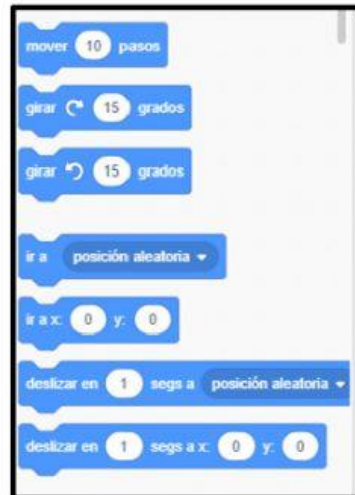 mover 10 pasos
girar 15 grados
girar 15 grados
ir a posición aleatoria
ir a x: 0 y: 0
deslizar en 1 segs a posición aleatoria
deslizar en 1 segs a x: 0 y: 0